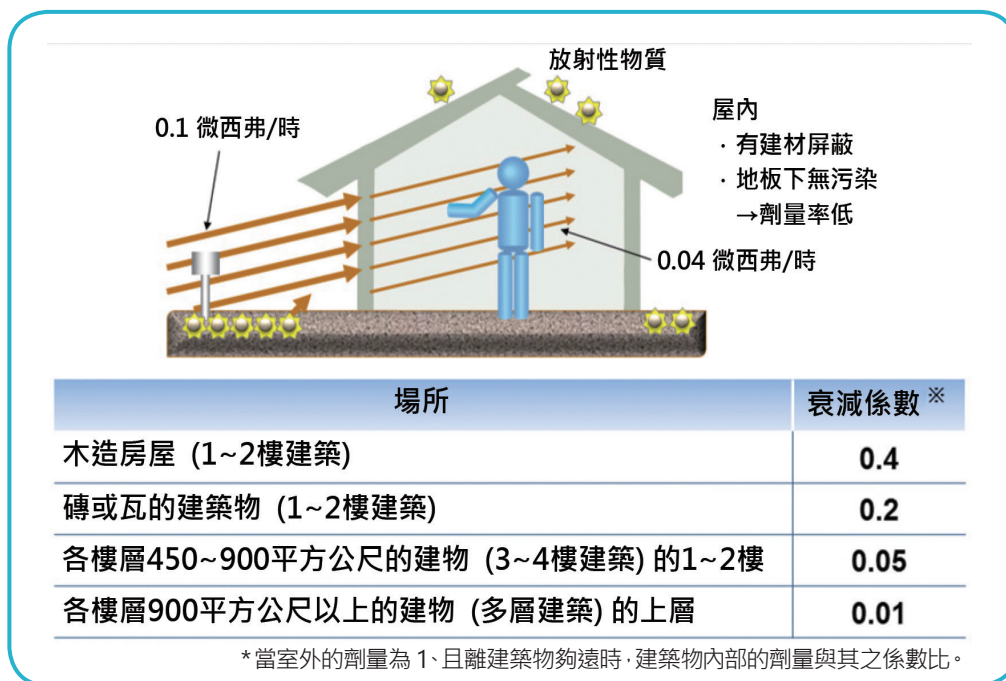 放射性物質
0.1 微西弗/時
屋內
·有建材屏蔽
·地板下無污染
→劑量率低
0.04 微西弗/時
場所 衰減係數※
木造房屋 (1~2樓建築) 0.4
磚或瓦的建築物 (1~2樓建築) 0.2
各樓層450~900平方公尺的建物 (3~4樓建築) 的1~2樓 0.05
各樓層900平方公尺以上的建物 (多層建築) 的上層 0.01
*當室外的劑量為 1、且離建築物夠遠時,建築物內部的劑量與其之係數比。